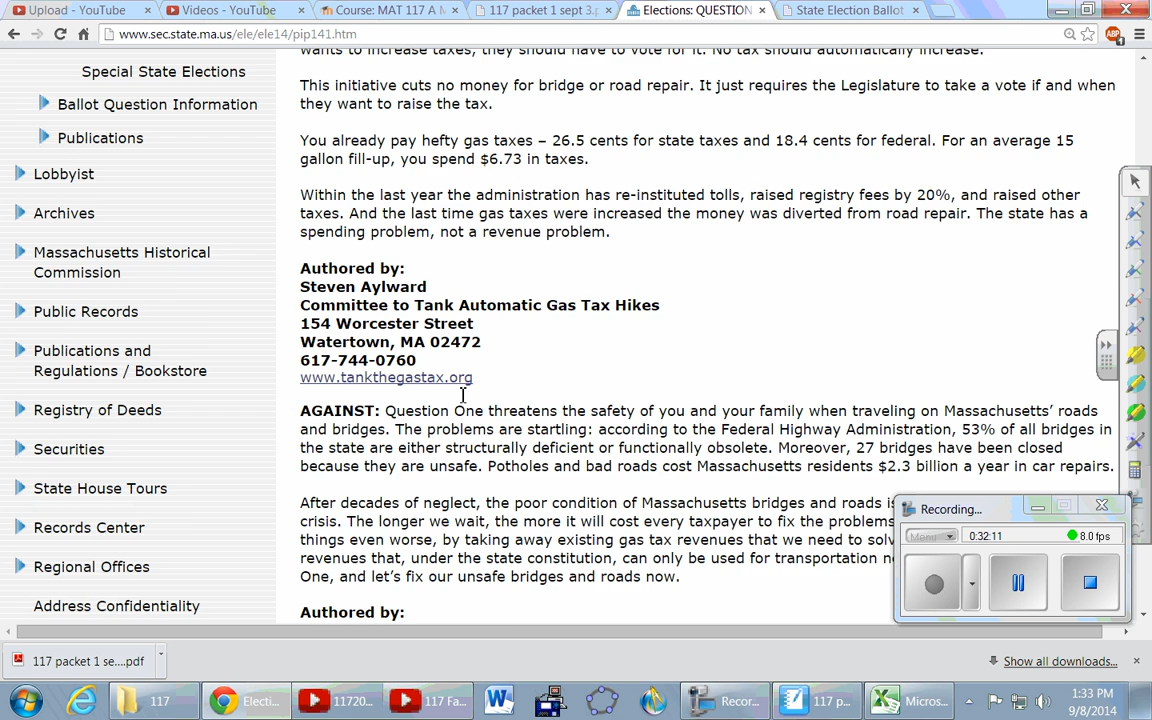 Upload - YouTube
Videos - YouTube
Course: MAT 117 A M
117 packet 1 sept 3.p
Elections: QUESTION
State Election Ballot
www.sec.state.ma.us/ele/ele14/pip141.htm
ABP
1
Special State Elections
Ballot Question Information
Publications
Lobbyist
Archives
Massachusetts Historical
Commission
Public Records
Publications and
Regulations / Bookstore
Registry of Deeds
Securities
State House Tours
Records Center
Regional Offices
Address Confidentiality
wants to increase taxes, they should have to vote for it. No tax should automatically increase.
This initiative cuts no money for bridge or road repair. It just requires the Legislature to take a vote if and when
they want to raise the tax.
You already pay hefty gas taxes – 26.5 cents for state taxes and 18.4 cents for federal. For an average 15
gallon fill-up, you spend $6.73 in taxes.
Within the last year the administration has re-instituted tolls, raised registry fees by 20%, and raised other
taxes. And the last time gas taxes were increased the money was diverted from road repair. The state has a
spending problem, not a revenue problem.
Authored by:
Steven Aylward
Committee to Tank Automatic Gas Tax Hikes
154 Worcester Street
Watertown, MA 02472
617-744-0760
www.tankthegastax.org
AGAINST: Question One threatens the safety of you and your family when traveling on Massachusetts’ roads
and bridges. The problems are startling: according to the Federal Highway Administration, 53% of all bridges in
the state are either structurally deficient or functionally obsolete. Moreover, 27 bridges have been closed
because they are unsafe. Potholes and bad roads cost Massachusetts residents $2.3 billion a year in car repairs.
After decades of neglect, the poor condition of Massachusetts bridges and roads is
crisis. The longer we wait, the more it will cost every taxpayer to fix the problems
things even worse, by taking away existing gas tax revenues that we need to solv
revenues that, under the state constitution, can only be used for transportation ne
One, and let’s fix our unsafe bridges and roads now.
Authored by:
Recording...
Menu
0:32:11
8.0 fps
117 packet 1 se....pdf
Show all downloads...
117
Electi...
11720...
117 Fa...
Recor...
117 p...
Micros...
1:33 PM
9/8/2014